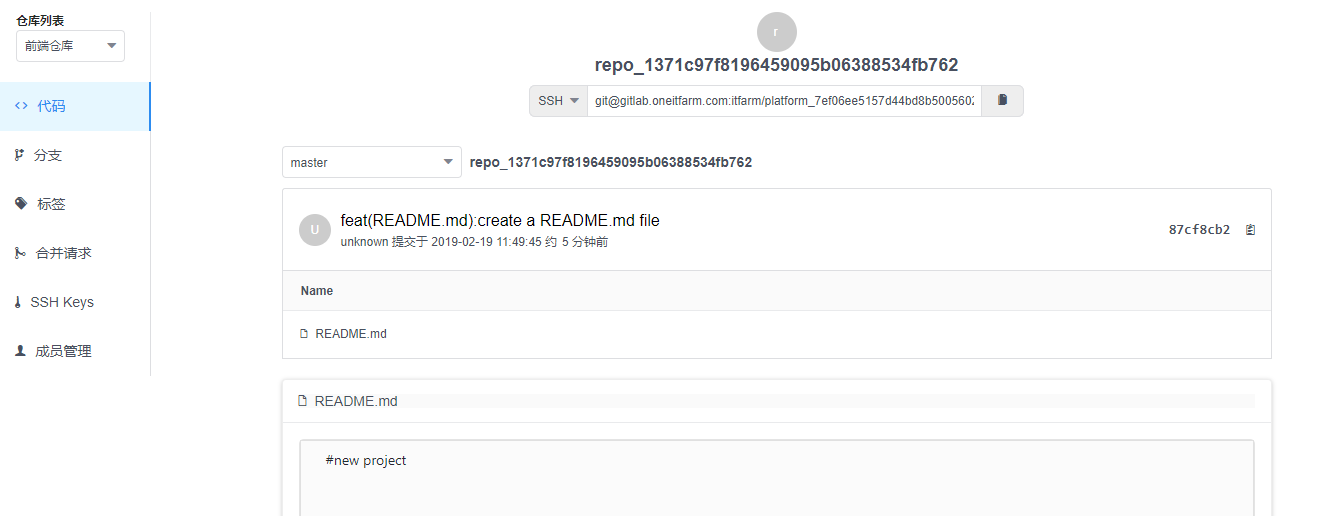 仓库列表
前端仓库
代码
分支
标签
合并请求
SSH Keys
成员管理
r
repo_1371c97f8196459095b06388534fb762
SSH git@gitlab.oneitfarm.com:itfarm/platform_7ef06ee5157d44bd8b500560
master repo_1371c97f8196459095b06388534fb762
U
feat(README.md):create a README.md file
unknown 提交于 2019-02-19 11:49:45 约 5 分钟前
87cf8cb2
Name
README.md
README.md
#new project